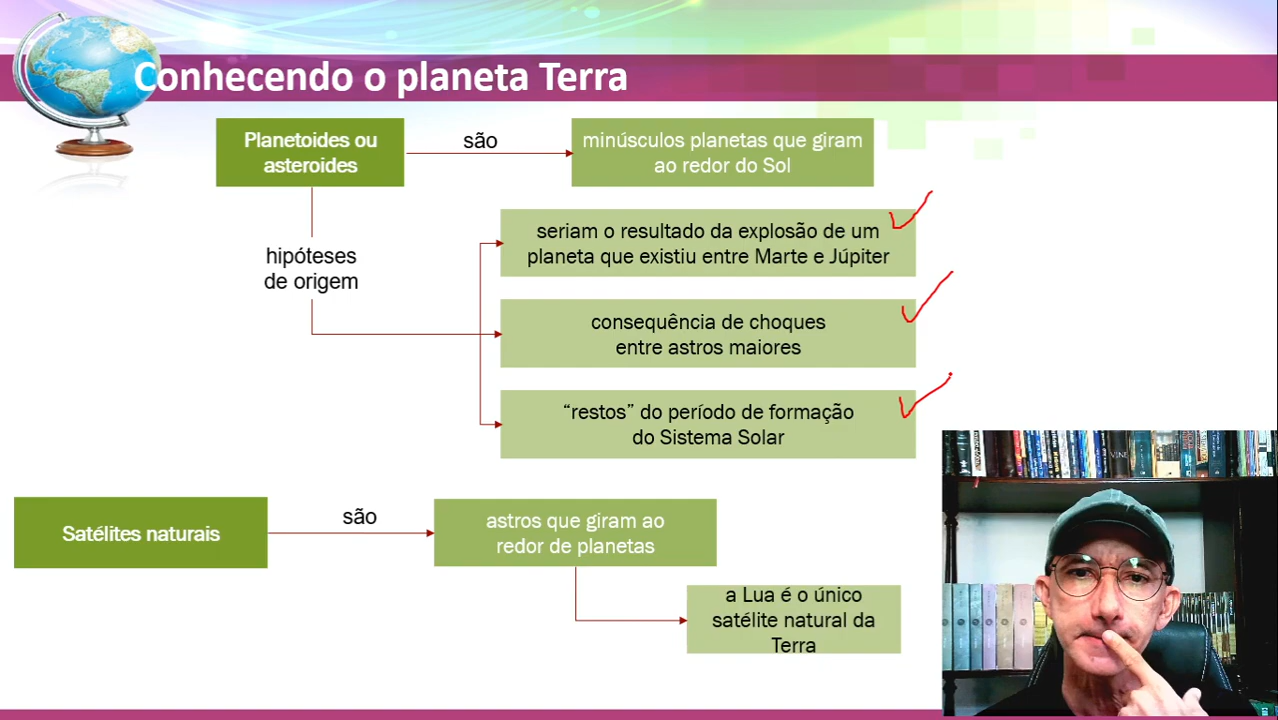 Conhecendo o planeta Terra
Planetoides ou
asteroides
são
minúsculos planetas que giram
ao redor do Sol
hipóteses
de origem
seriam o resultado da explosão de um
planeta que existiu entre Marte e Júpiter
consequência de choques
entre astros maiores
“restos” do período de formação
do Sistema Solar
Satélites naturais
são
astros que giram ao
redor de planetas
a Lua é o único
satélite natural da
Terra
VINE